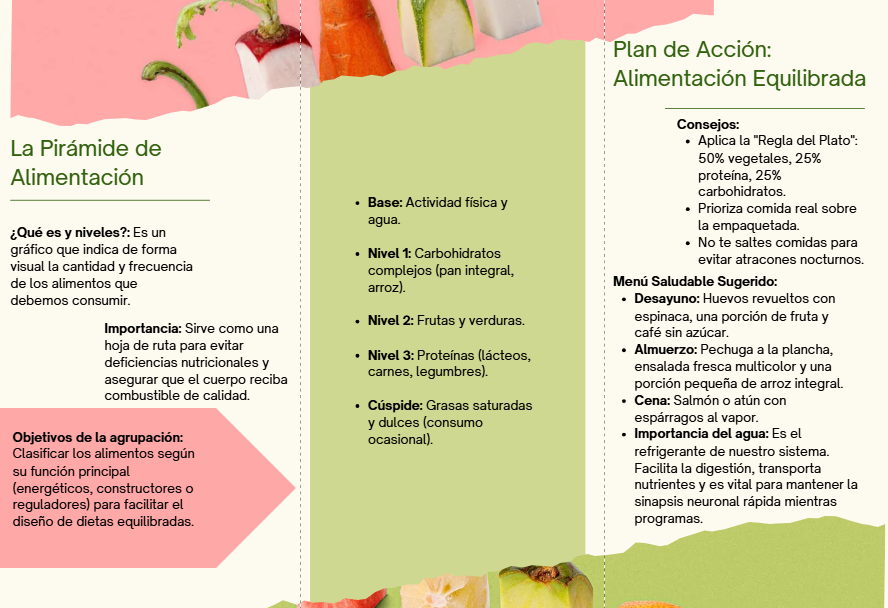 La Pirámide de
Alimentación
¿Qué es y niveles?: Es un
gráfico que indica de forma
visual la cantidad y frecuencia
de los alimentos que
debemos consumir.
Importancia: Sirve como una
hoja de ruta para evitar
deficiencias nutricionales y
asegurar que el cuerpo reciba
combustible de calidad.
Objetivos de la agrupación:
Clasificar los alimentos según
su función principal
(energéticos, constructores o
reguladores) para facilitar el
diseño de dietas equilibradas.
• Base: Actividad física y
agua.
• Nivel 1: Carbohidratos
complejos (pan integral,
arroz).
• Nivel 2: Frutas y verduras.
• Nivel 3: Proteínas (lácteos,
carnes, legumbres).
• Cúspide: Grasas saturadas
y dulces (consumo
ocasional).
Plan de Acción:
Alimentación Equilibrada
Consejos:
• Aplica la "Regla del Plato":
50% vegetales, 25%
proteína, 25%
carbohidratos.
• Prioriza comida real sobre
la empaquetada.
• No te saltes comidas para
evitar atracones nocturnos.
Menú Saludable Sugerido:
• Desayuno: Huevos revueltos con
espinaca, una porción de fruta y
café sin azúcar.
• Almuerzo: Pechuga a la plancha,
ensalada fresca multicolor y una
porción pequeña de arroz integral.
• Cena: Salmón o atún con
espárragos al vapor.
• Importancia del agua: Es el
refrigerante de nuestro sistema.
Facilita la digestión, transporta
nutrientes y es vital para mantener la
sinapsis neuronal rápida mientras
programas.